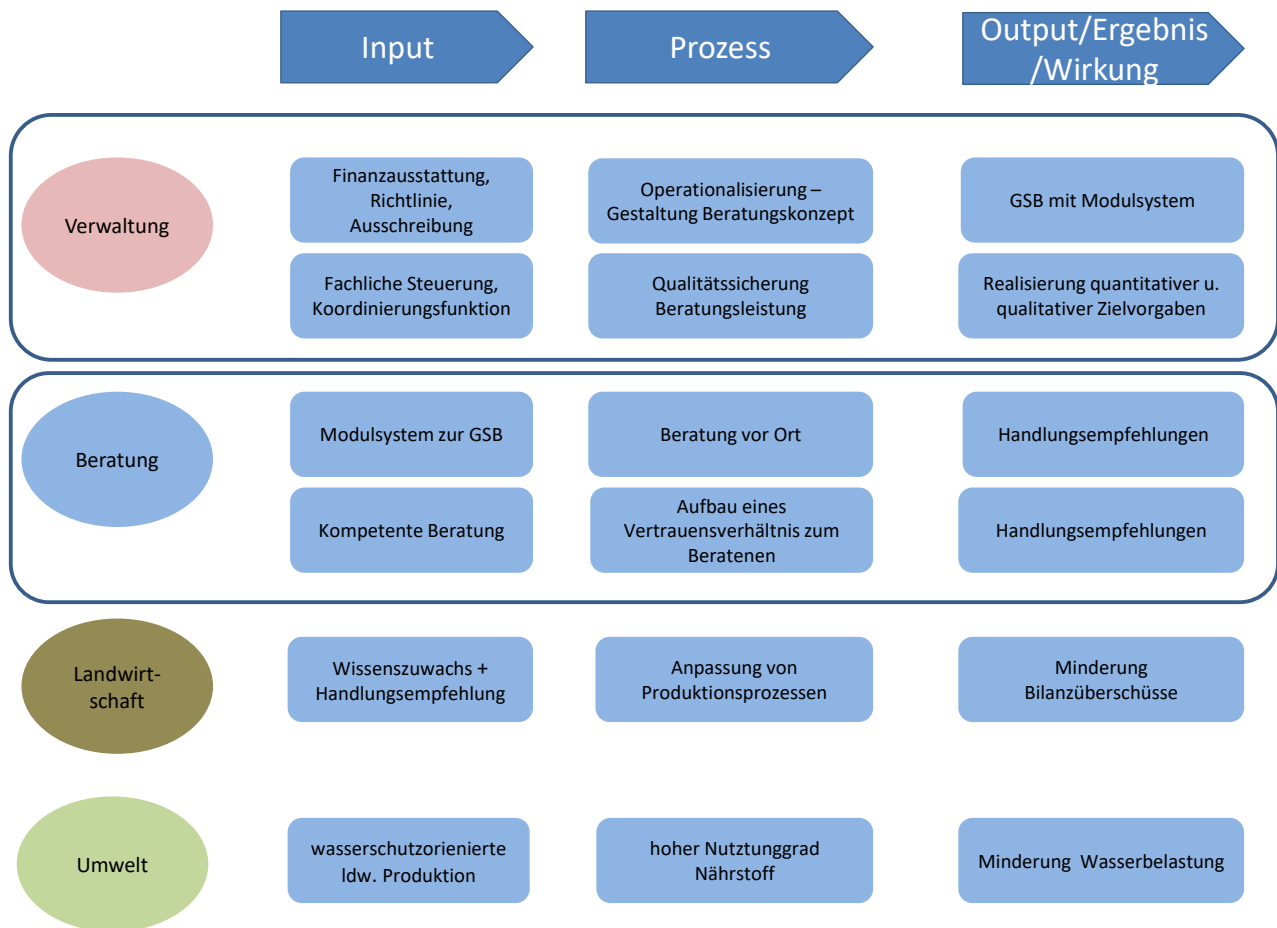 Input
Prozess
Output/Ergebnis
/Wirkung
Verwaltung
Finanzausstattung,
Richtlinie,
Ausschreibung
Operationalisierung –
Gestaltung Beratungskonzept
GSB mit Modulsystem
Fachliche Steuerung,
Koordinierungsfunktion
Qualitätssicherung
Beratungsleistung
Realisierung quantitativer u.
qualitativer Zielvorgaben
Beratung
Modulsystem zur GSB
Beratung vor Ort
Handlungsempfehlungen
Kompetente Beratung
Aufbau eines
Vertrauensverhältnis zum
Beratenen
Handlungsempfehlungen
Landwirt-
schaft
Wissenszuwachs +
Handlungsempfehlung
Anpassung von
Produktionsprozessen
Minderung
Bilanzüberschüsse
Umwelt
wasserschutzorienierte
ldw. Produktion
hoher Nutztunggrad
Nährstoff
Minderung Wasserbelastung